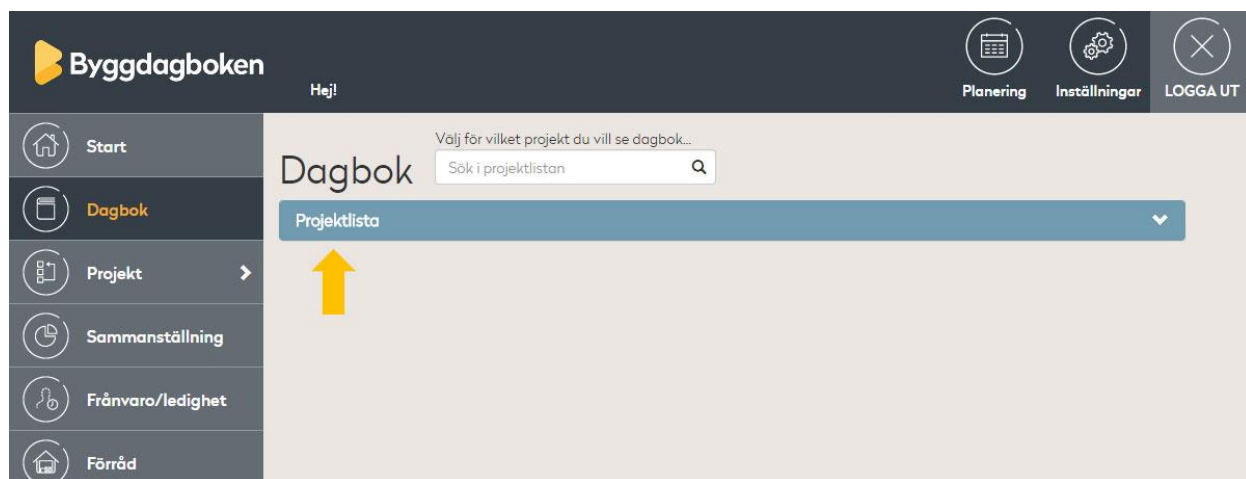 Byggdagboken
Hej!
Planering
Inställningar
LOGGA UT
Start
Dagbok
Projekt
Sammanställning
Frånvaro/ledighet
Förråd
Välj för vilket projekt du vill se dagbok...
Dagbok
Sök i projektlistan
Projektlista